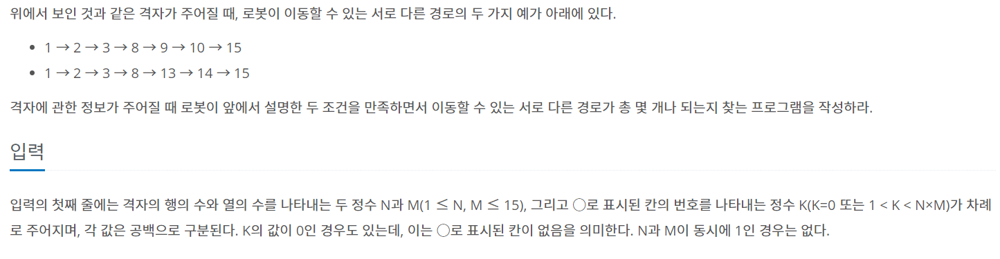 위에서 보인 것과 같은 격자가 주어질 때, 로봇이 이동할 수 있는 서로 다른 경로의 두 가지 예가 아래에 있다.
• 1 → 2 → 3 → 8 → 9 → 10 → 15
• 1 → 2 → 3 → 8 → 13 → 14 → 15
격자에 관한 정보가 주어질 때 로봇이 앞에서 설명한 두 조건을 만족하면서 이동할 수 있는 서로 다른 경로가 총 몇 개나 되는지 찾는 프로그램을 작성하라.
입력
입력의 첫째 줄에는 격자의 행의 수와 열의 수를 나타내는 두 정수 N과 M(1 ≤ N, M ≤ 15), 그리고 ○로 표시된 칸의 번호를 나타내는 정수 K(K=0 또는 1 < K < N×M)가 차례
로 주어지며, 각 값은 공백으로 구분된다. K의 값이 0인 경우도 있는데, 이는 ○로 표시된 칸이 없음을 의미한다. N과 M이 동시에 1인 경우는 없다.